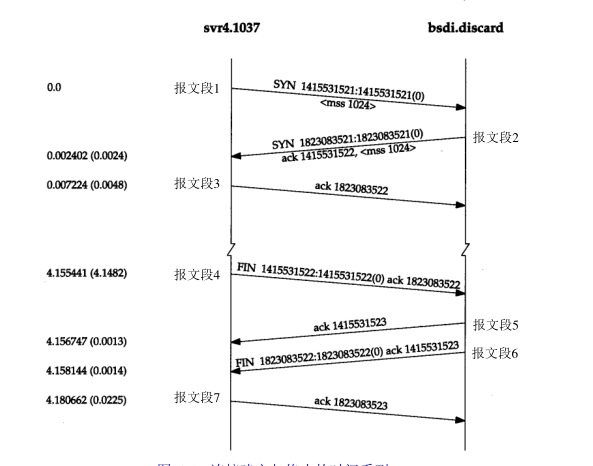 svr4.1037 bsdi.discard
0.0 报文段1 SYN 1415531521:1415531521(0)
<mss 1024>
SYN 1823083521:1823083521(0) 报文段2
0.002402 (0.0024) ack 1415531522, <mss 1024>
0.007224 (0.0048) 报文段3 ack 1823083522
4.155441 (4.1482) 报文段4 FIN 1415531522:1415531522(0) ack 1823083522
ack 1415531523 报文段5
4.156747 (0.0013)
FIN 1823083522:1823083522(0) ack 1415531523 报文段6
4.158144 (0.0014)
4.180662 (0.0225) 报文段7 ack 1823083523